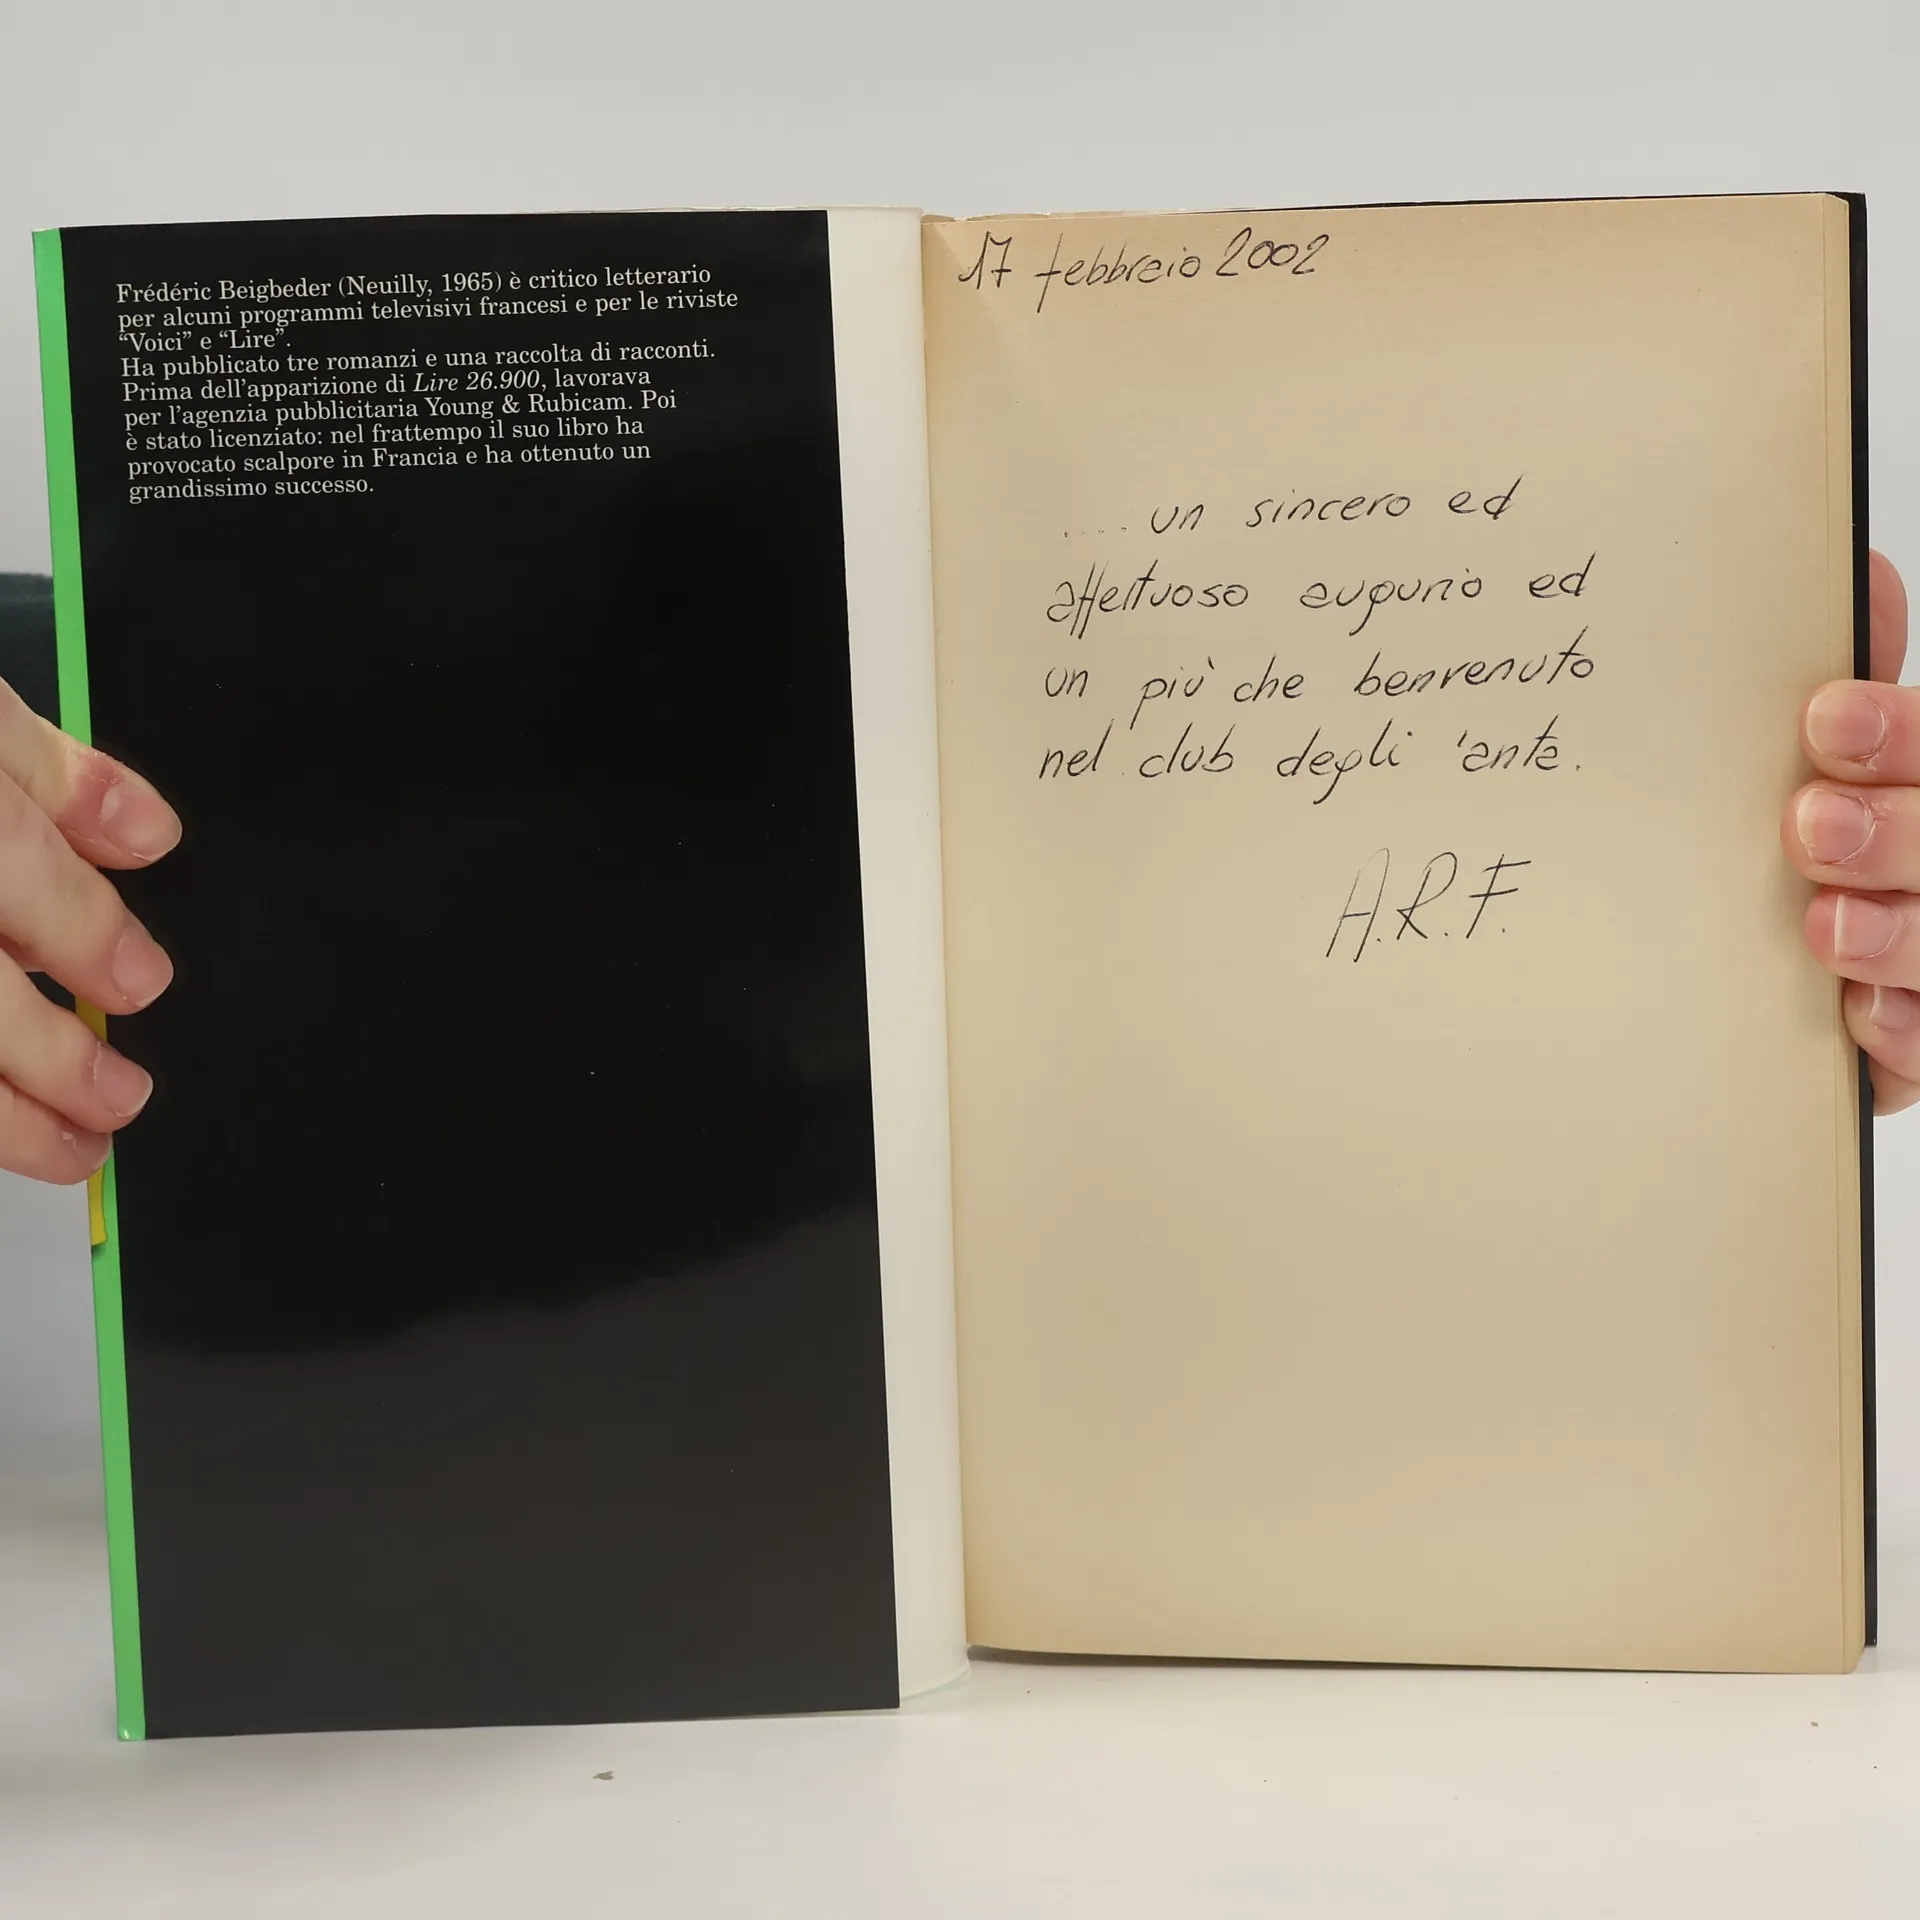 Frédéric Beigbeder (Neuilly, 1965) è critico letterario
per alcuni programmi televisivi francesi e per le riviste
“Voici” e “Lire”.
Ha pubblicato tre romanzi e una raccolta di racconti.
Prima dell’apparizione di Lire 26.900, lavorava
per l’agenzia pubblicitaria Young & Rubicam. Poi
è stato licenziato: nel frattempo il suo libro ha
provocato scalpore in Francia e ha ottenuto un
grandissimo successo.
17 febbraio 2002
.... un sincero ed
affettuoso augurio ed
un più che benvenuto
nel club degli 'anta.
A.R.F.